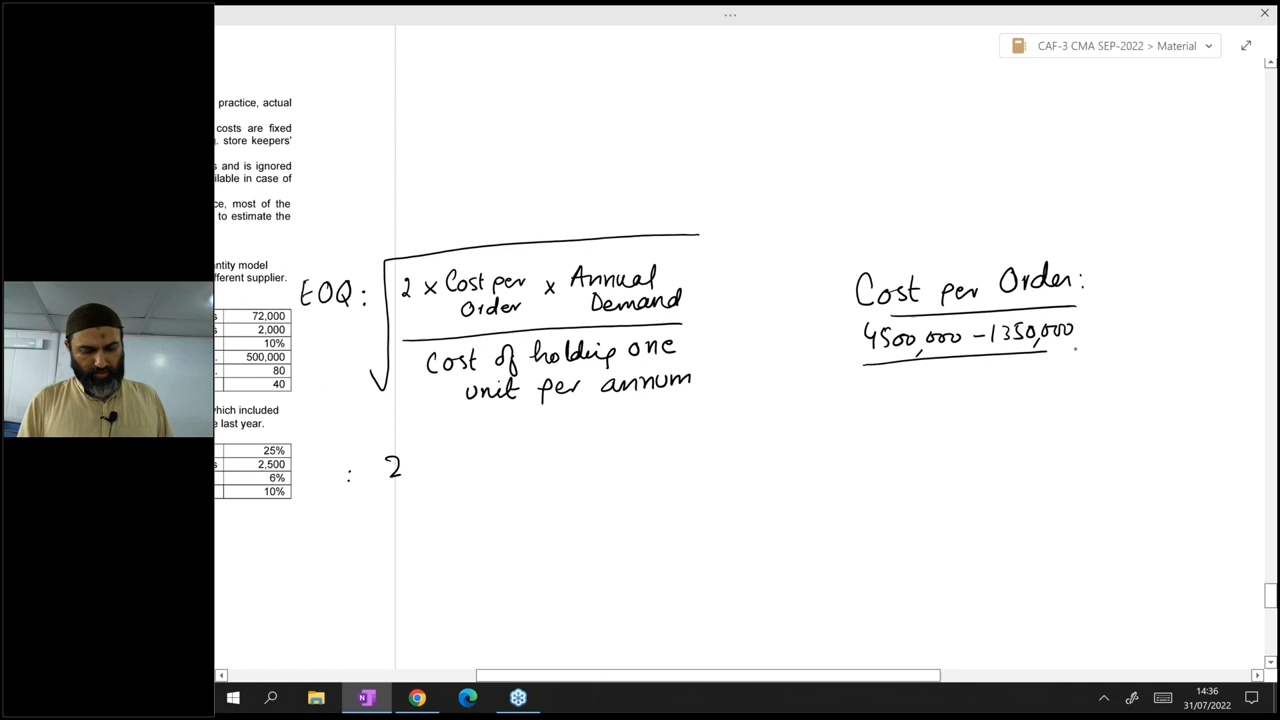 CAF-3 CMA SEP-2022 > Material
practice, actual
costs are fixed
store keepers'
s and is ignored
ilable in case of
ce, most of the
to estimate the
ntity model
fferent supplier.
s 72,000
s 2,000
10%
500,000
80
40
which included
e last year.
25%
s 2,500
6%
10%
EOQ: √ 2 × Cost per Order × Annual Demand
Cost of holding one
unit per annum
: 2
Cost per Order:
4500,000 - 1350,000
14:36
31/07/2022